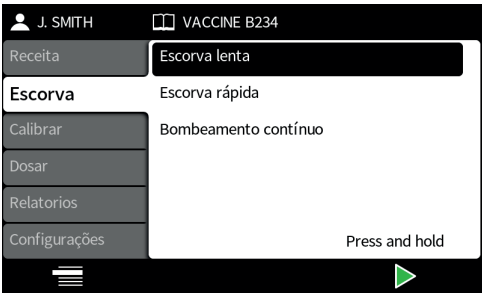 J. SMITH VACCINE B234
Receita
Escorva
Calibrar
Dosar
Relatorios
Configurações
Escorva lenta
Escorva rápida
Bombeamento contínuo
Press and hold